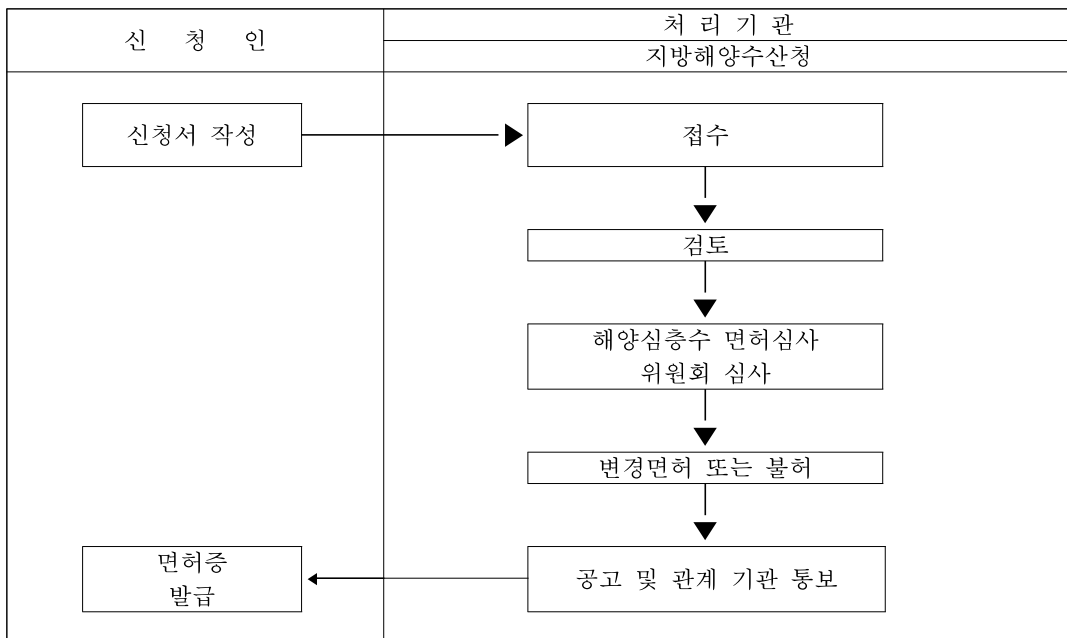 신 청 인
처 리 기 관
지방해양수산청
신청서 작성
접수
검토
해양심층수 면허심사
위원회 심사
변경면허 또는 불허
면허증
발급
공고 및 관계 기관 통보